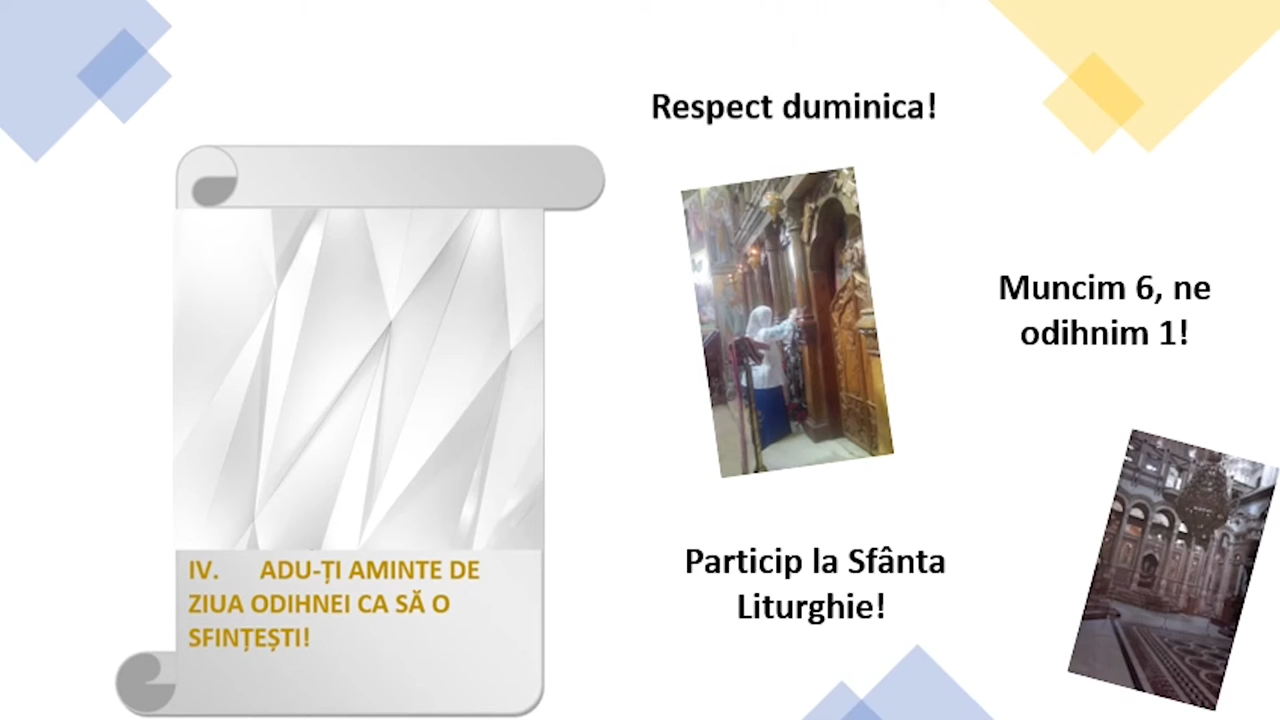 Respect duminica!
Muncim 6, ne
odihnim 1!
Particip la Sfânta
Liturghie!
IV. ADU-ȚI AMINTE DE
ZIUA ODIHNEI CA SĂ O
SFINȚEȘTI!